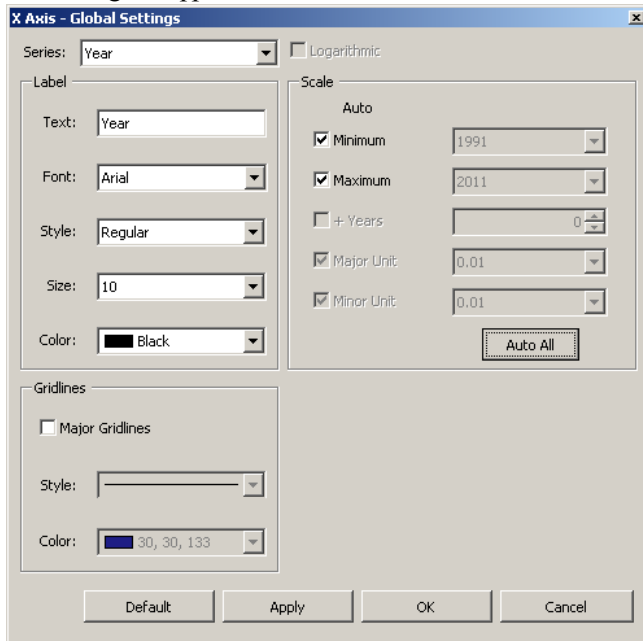 X Axis - Global Settings
Series: Year Logarithmic
Label
Text: Year
Font: Arial
Style: Regular
Size: 10
Color: Black
Scale
Auto
Minimum 1991
Maximum 2011
+ Years 0
Major Unit 0.01
Minor Unit 0.01
Auto All
Gridlines
Major Gridlines
Style:
Color: 30, 30, 133
Default Apply OK Cancel